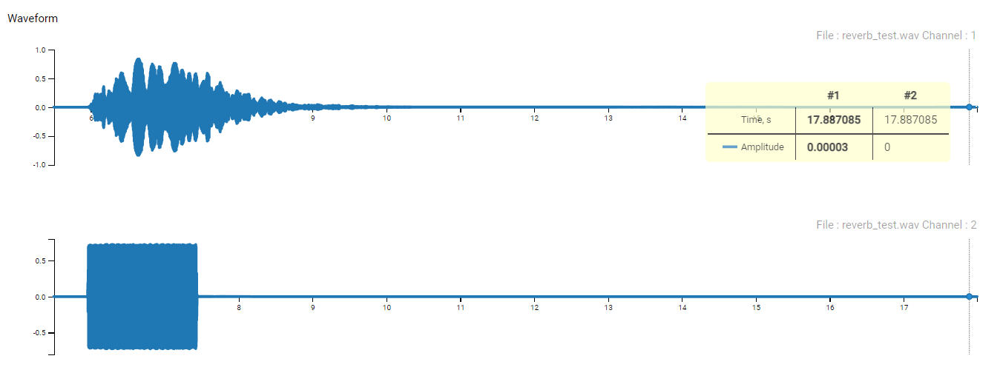 Waveform
File : reverb_test.wav Channel : 1
1.0
0.5
0.0
-0.5
-1.0
6 9 10 11 12 13 14 16 17
#1 #2
Time, s 17.887085 17.887085
Amplitude 0.00003 0
File : reverb_test.wav Channel : 2
0.5
0.0
-0.5
8 9 10 11 12 13 14 15 16 17